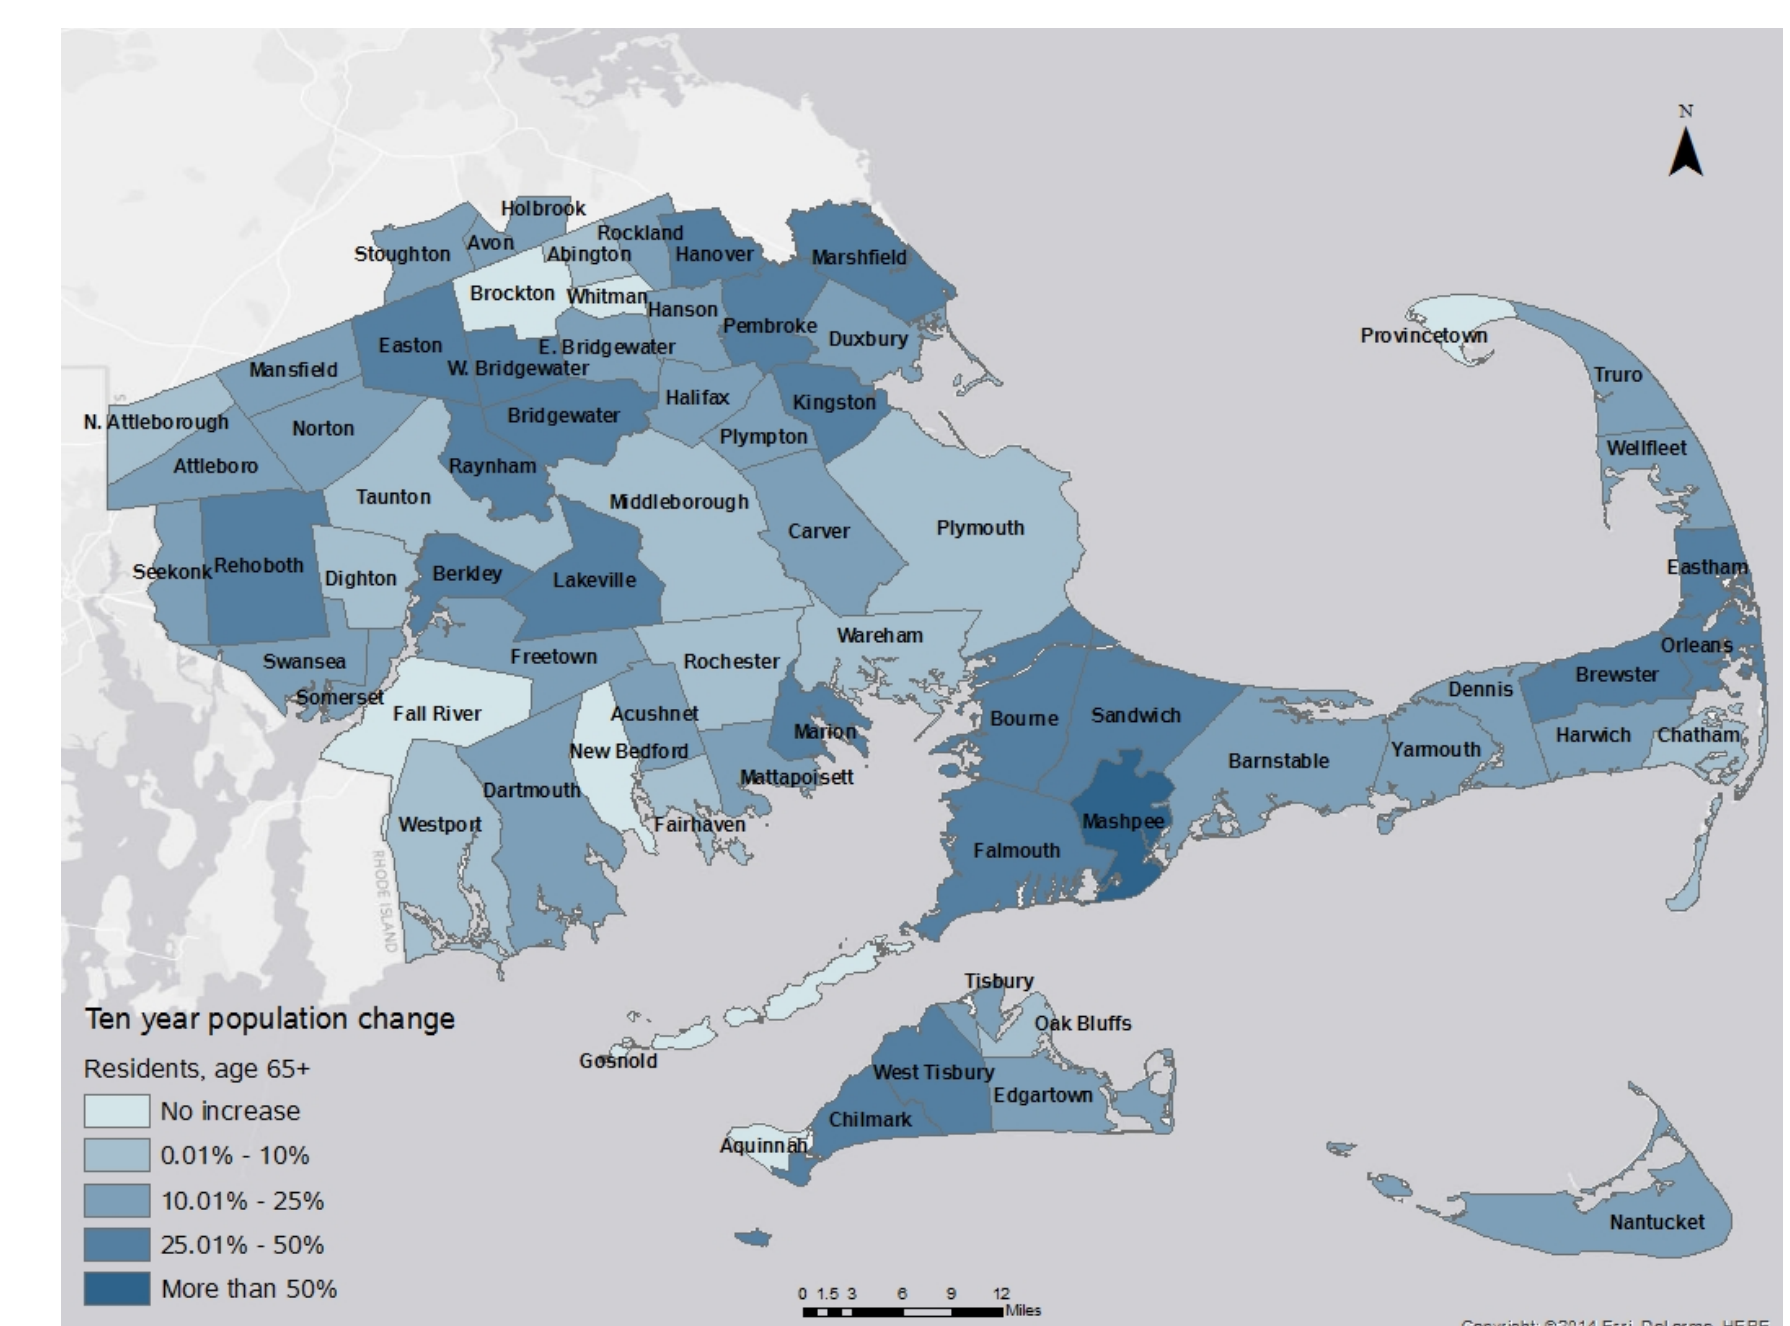 N
Holbrook
Rockland
Stoughton
Avon
Abington
Hanover
Marshfield
Brockton
Whitman
Hanson
Pembroke
Duxbury
Provincetown
Easton
E. Bridgewater
W. Bridgewater
Mansfield
Truro
Halifax
Kingston
N. Attleborough
Norton
Bridgewater
Plympton
Wellfleet
Attleboro
Raynham
Taunton
Middleborough
Carver
Plymouth
Seekonk
Rehoboth
Dighton
Berkley
Lakeville
Eastham
Wareham
Orleans
Swansea
Freetown
Rochester
Brewster
Somerset
Dennis
Fall River
Acushnet
Marion
Bourne
Sandwich
Harwich
Chatham
New Bedford
Yarmouth
Barnstable
Mattapoisett
Dartmouth
Westport
Fairhaven
Mashpee
Falmouth
RHODE ISLAND
Tisbury
Oak Bluffs
Gosnold
West Tisbury
Edgartown
Chilmark
Aquinnah
Nantucket
Ten year population change
Residents, age 65+
No increase
0.01% - 10%
10.01% - 25%
25.01% - 50%
More than 50%
0 1.5 3 6 9 12
Miles